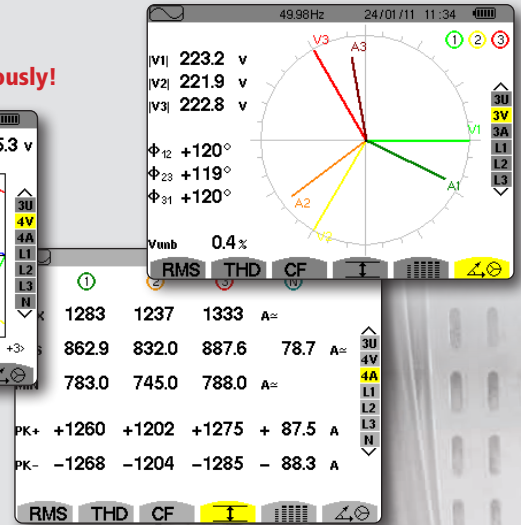 ously!
49.98Hz 24/01/11 11:34
|V1| 223.2 v
|V2| 221.9 v
|V3| 222.8 v
Φ12 +120°
Φ23 +119°
Φ31 +120°
Vunb 0.4 %
V3
A3
V1
A1
A2
V2
1 2 3
3U
3V
3A
L1
L2
L3
RMS THD CF
5.3 v
3U
4V
4A
L1
L2
L3
N
+3>
1 2 3 N
1283 1237 1333 A≃
862.9 832.0 887.6 78.7 A≃
MIN 783.0 745.0 788.0 A≃
PK+ +1260 +1202 +1275 + 87.5 A
PK- -1268 -1204 -1285 - 88.3 A
3U
4V
4A
L1
L2
L3
N
RMS THD CF